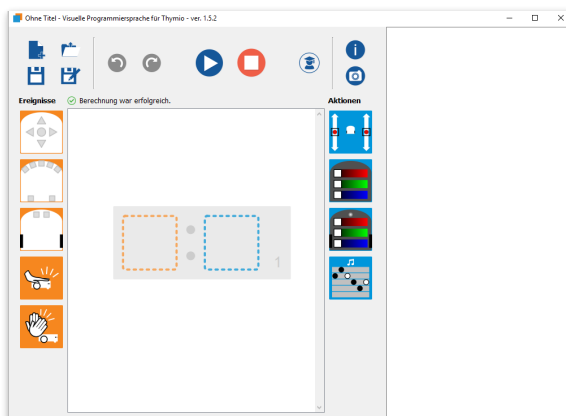 Ohne Titel - Visuelle Programmiersprache für Thymio - ver. 1.5.2
Ereignisse
Berechnung war erfolgreich.
Aktionen
1